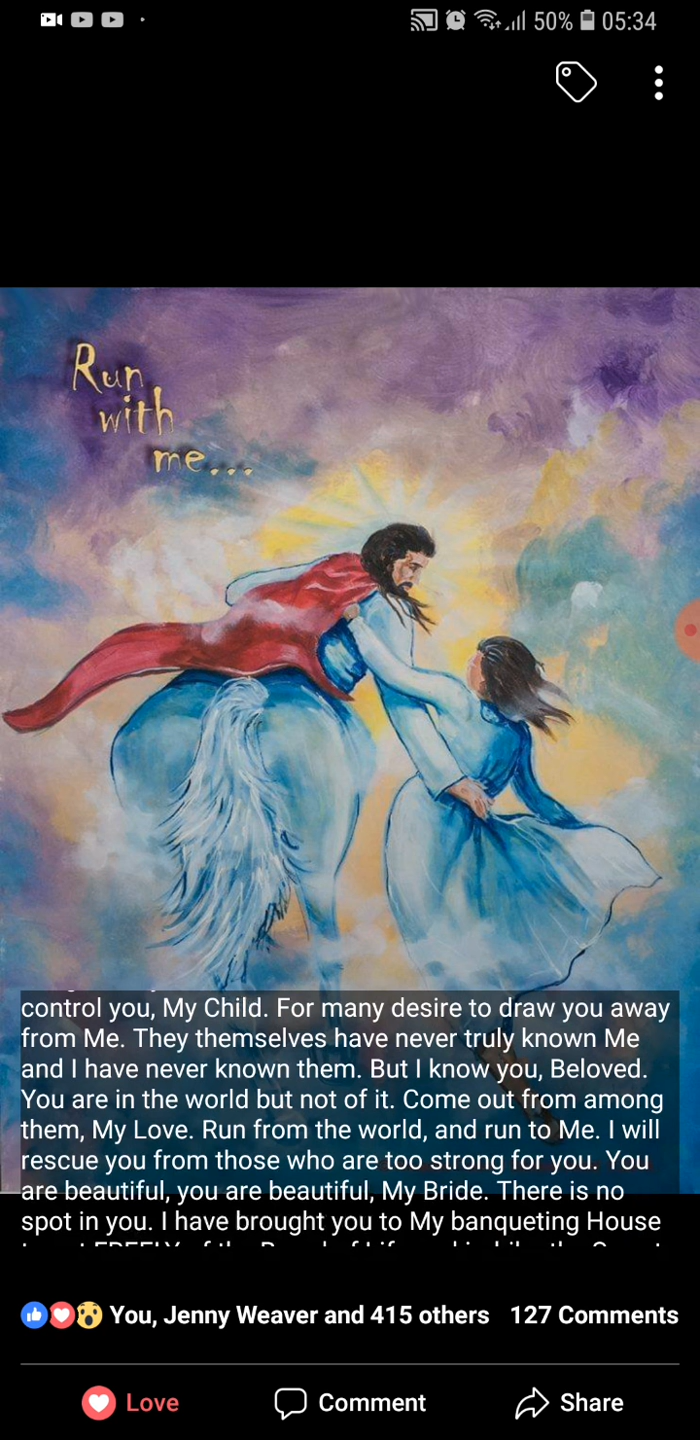 50% 05:34
Run
with
me...
control you, My Child. For many desire to draw you away
from Me. They themselves have never truly known Me
and I have never known them. But I know you, Beloved.
You are in the world but not of it. Come out from among
them, My Love. Run from the world, and run to Me. I will
rescue you from those who are too strong for you. You
are beautiful, you are beautiful, My Bride. There is no
spot in you. I have brought you to My banqueting House
You, Jenny Weaver and 415 others 127 Comments
Love Comment Share